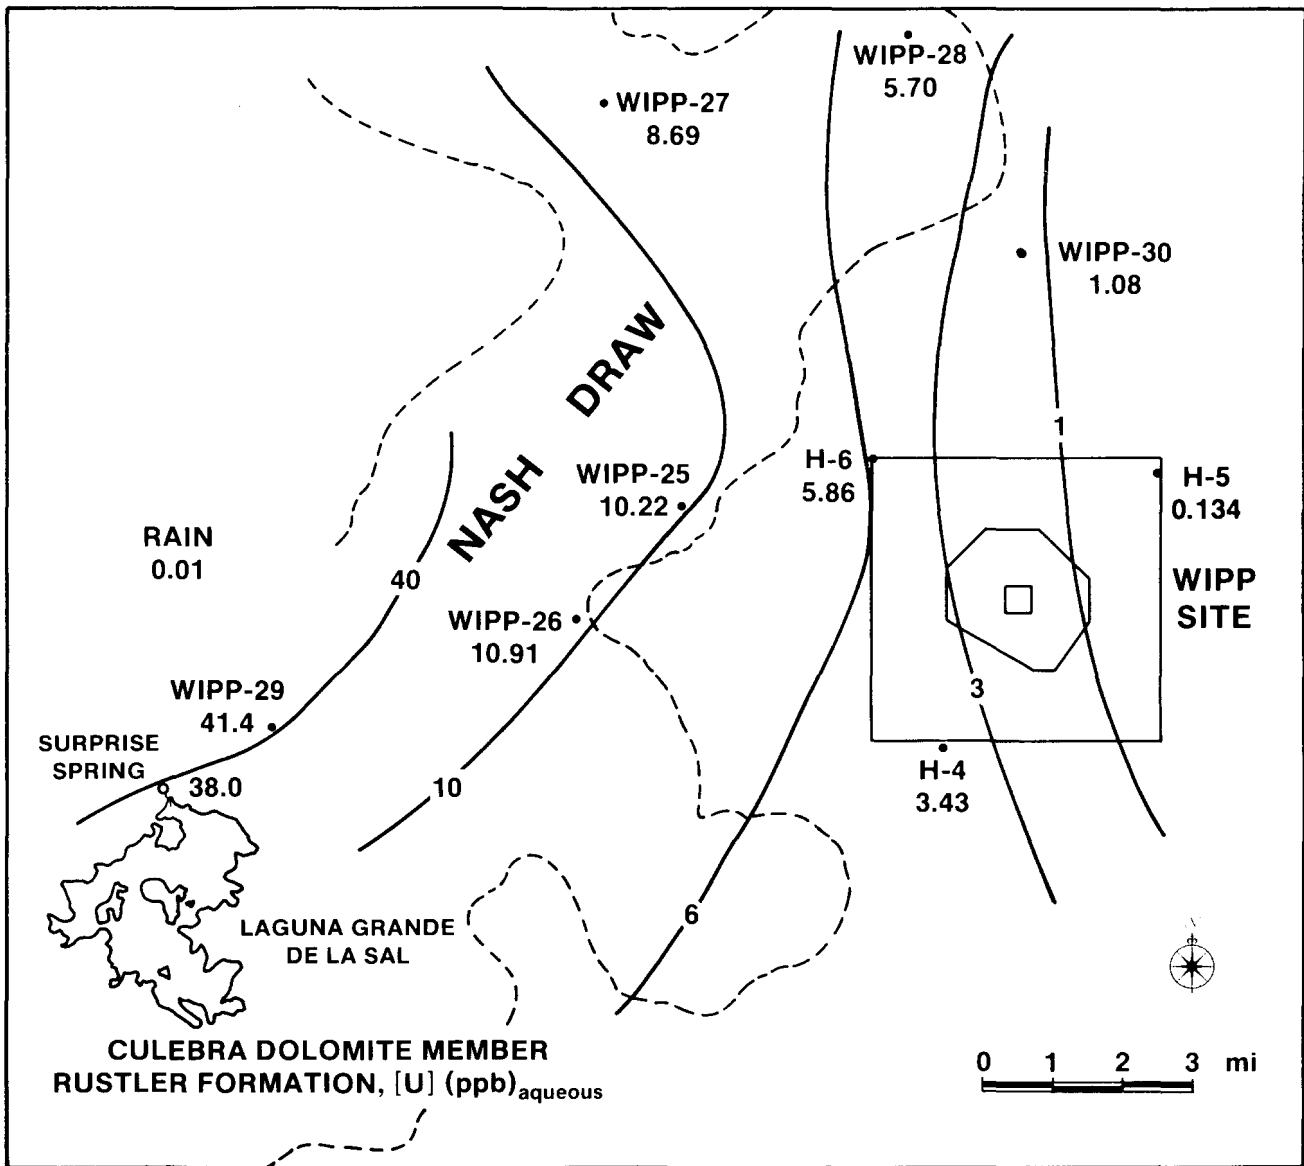 WIPP-28
5.70
WIPP-27
8.69
WIPP-30
1.08
NASH DRAW
1
H-6
5.86
WIPP-25
10.22
H-5
0.134
RAIN
0.01
40
WIPP
SITE
WIPP-26
10.91
WIPP-29
41.4
3
SURPRISE
SPRING
38.0
10
H-4
3.43
6
LAGUNA GRANDE
DE LA SAL
N
CULEBRA DOLOMITE MEMBER
RUSTLER FORMATION, [U] (ppb)aqueous
0 1 2 3 mi